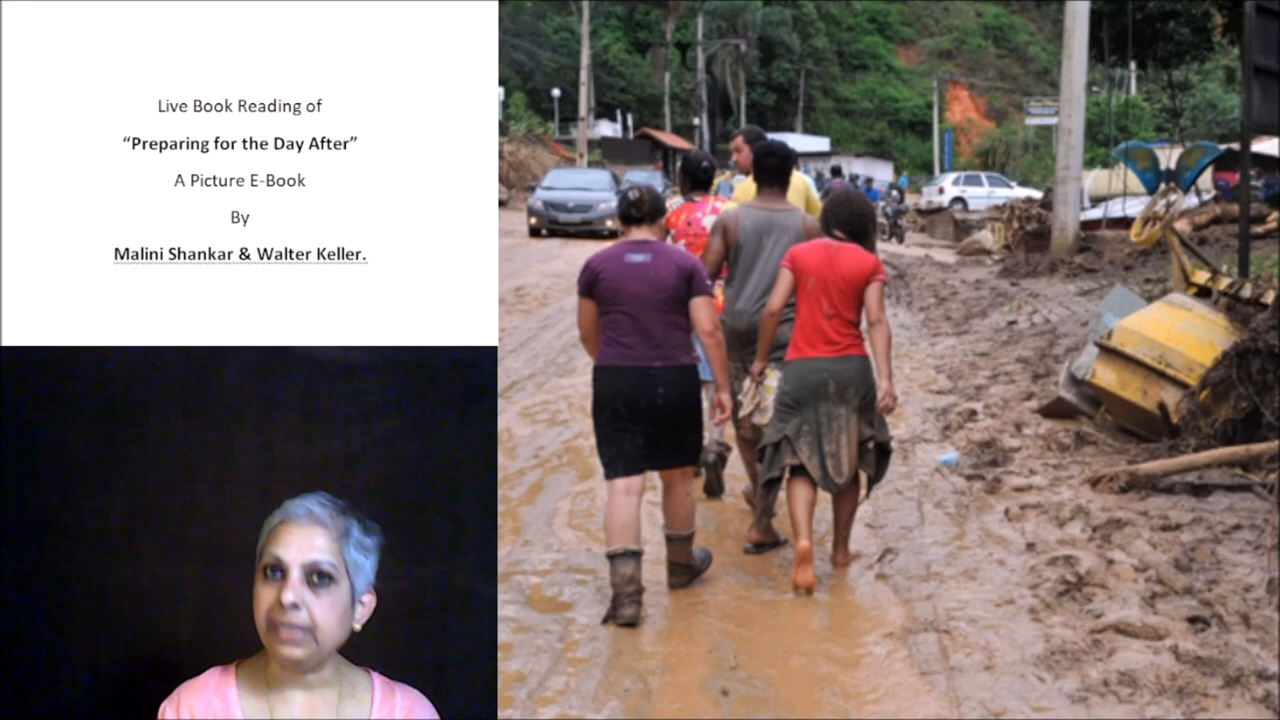 Live Book Reading of
“Preparing for the Day After”
A Picture E-Book
By
Malini Shankar & Walter Keller.